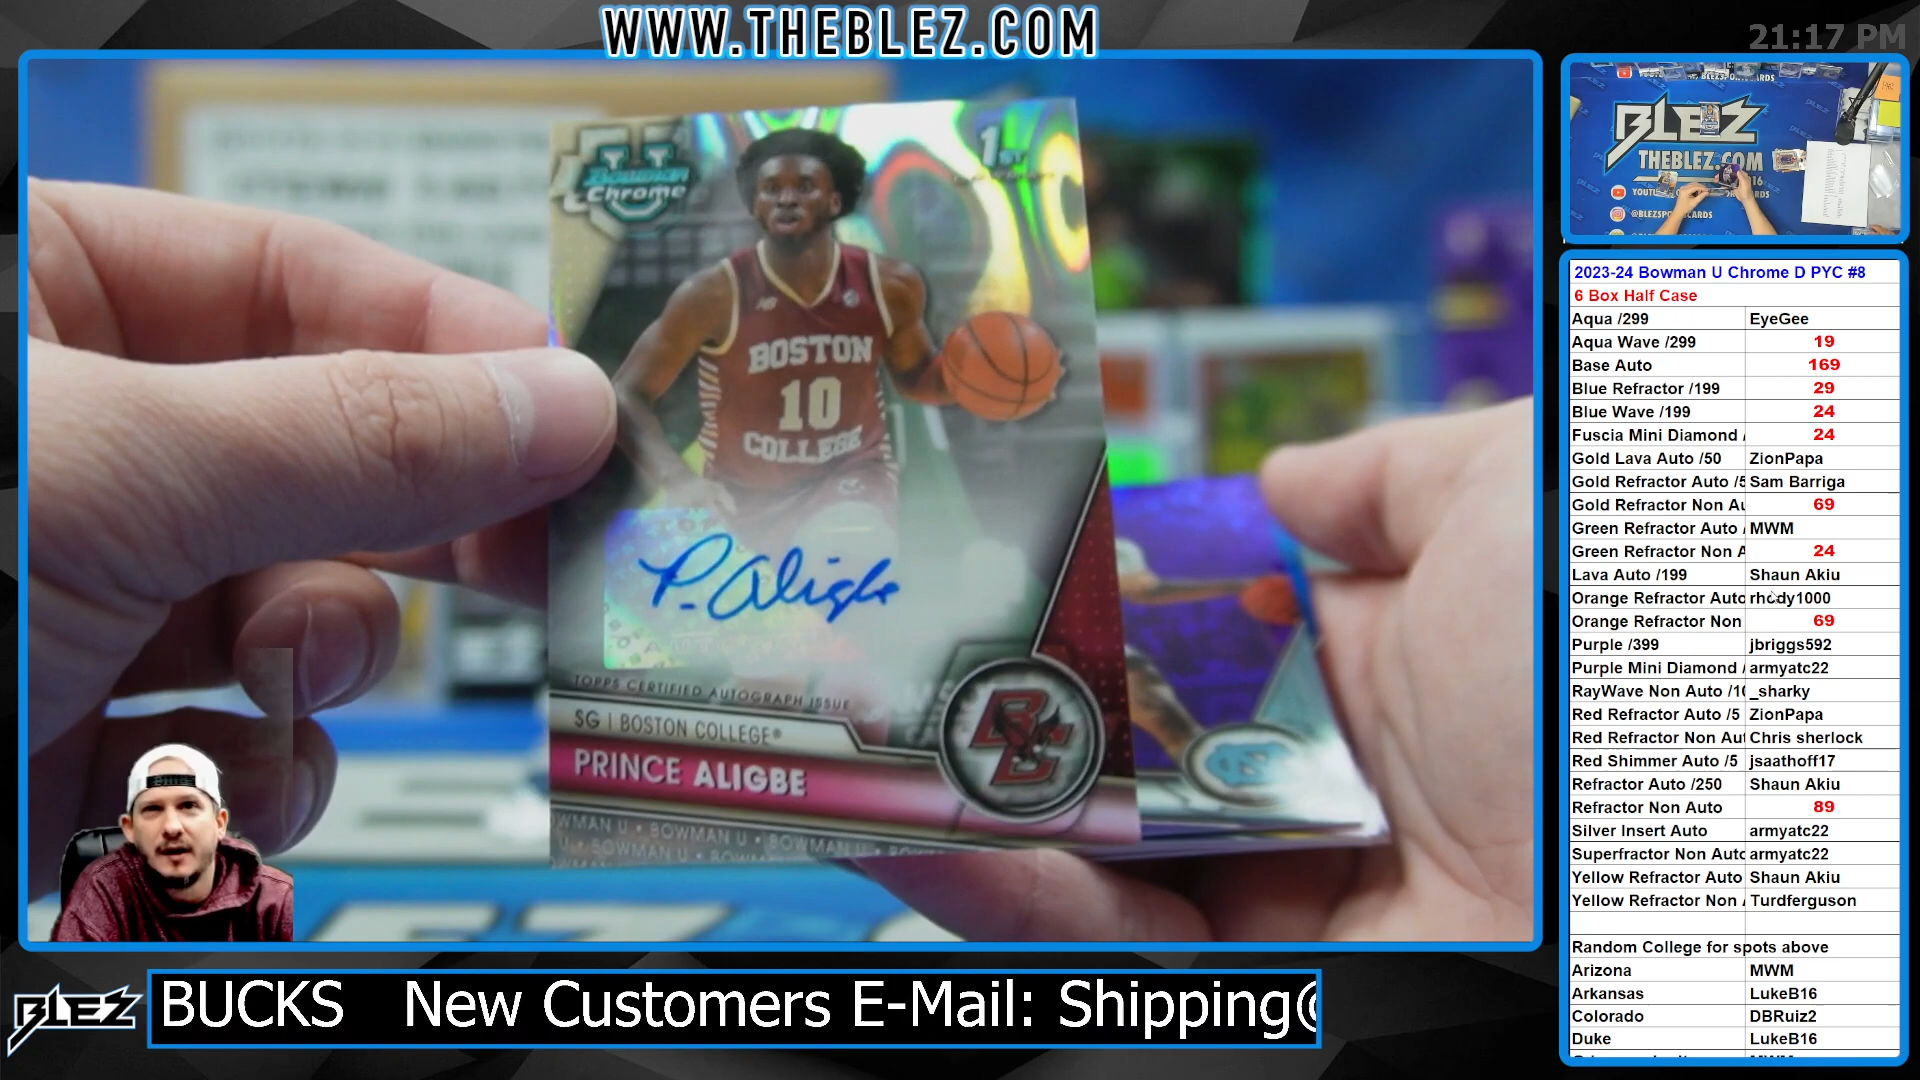 WWW.THEBLEZ.COM
21:17 PM
BLEZ
THEBLEZ.COM
Bowman
Chrome
1ST
BOSTON
10
COLLEGE
P. Aligbe
TOPPS CERTIFIED AUTOGRAPH ISSUE
SG | BOSTON COLLEGE®
PRINCE ALIGBE
WMAN U • BOWMAN U • BOWMAN U
2023-24 Bowman U Chrome D PYC #8
6 Box Half Case
Aqua /299 EyeGee
Aqua Wave /299 19
Base Auto 169
Blue Refractor /199 29
Blue Wave /199 24
Fuscia Mini Diamond / 24
Gold Lava Auto /50 ZionPapa
Gold Refractor Auto /5 Sam Barriga
Gold Refractor Non Au 69
Green Refractor Auto / MWM
Green Refractor Non A 24
Lava Auto /199 Shaun Akiu
Orange Refractor Auto rhody1000
Orange Refractor Non 69
Purple /399 jbriggs592
Purple Mini Diamond / armyatc22
RayWave Non Auto /10 _sharky
Red Refractor Auto /5 ZionPapa
Red Refractor Non Aut Chris sherlock
Red Shimmer Auto /5 jsaathoff17
Refractor Auto /250 Shaun Akiu
Refractor Non Auto 89
Silver Insert Auto armyatc22
Superfractor Non Auto armyatc22
Yellow Refractor Auto Shaun Akiu
Yellow Refractor Non / Turdferguson
Random College for spots above
Arizona MWM
Arkansas LukeB16
Colorado DBRuiz2
Duke LukeB16
BLEZ
BUCKS New Customers E-Mail: Shipping@